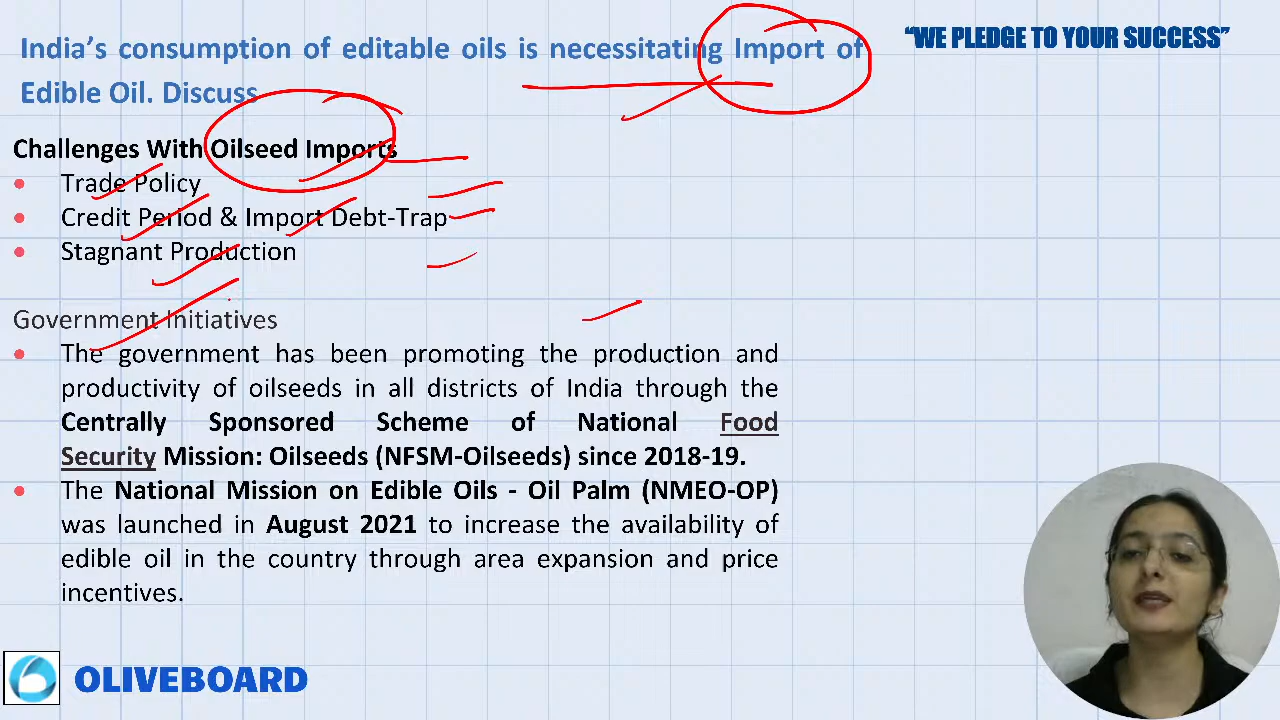 India's consumption of editable oils is necessitating Import of
Edible Oil. Discuss
"WE PLEDGE TO YOUR SUCCESS"
Challenges With Oilseed Imports
• Trade Policy
• Credit Period & Import Debt-Trap
• Stagnant Production
Government Initiatives
• The government has been promoting the production and
productivity of oilseeds in all districts of India through the
Centrally Sponsored Scheme of National Food
Security Mission: Oilseeds (NFSM-Oilseeds) since 2018-19.
• The National Mission on Edible Oils - Oil Palm (NMEO-OP)
was launched in August 2021 to increase the availability of
edible oil in the country through area expansion and price
incentives.
OLIVEBOARD